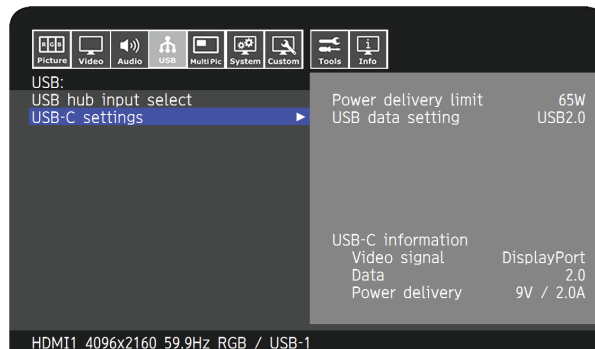 R G B
Picture Video Audio USB Multi Pic System Custom Tools Info
USB:
USB hub input select
USB-C settings
Power delivery limit 65W
USB data setting USB2.0
USB-C information
Video signal DisplayPort
Data 2.0
Power delivery 9V / 2.0A
HDMI1 4096x2160 59.9Hz RGB / USB-1